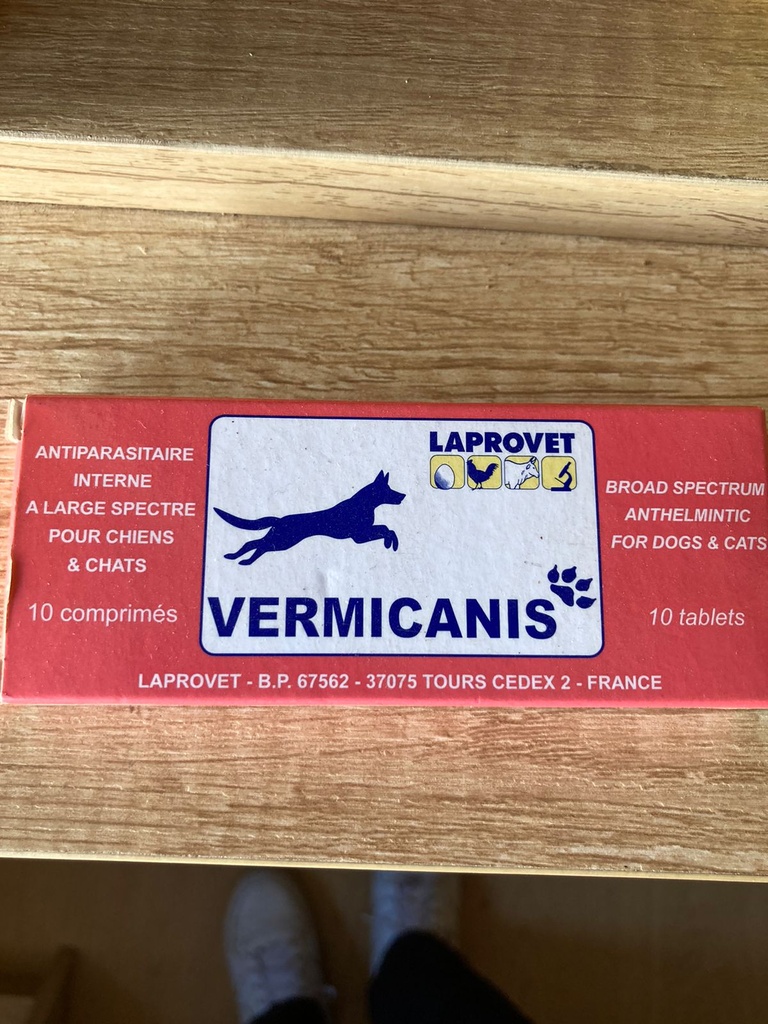 ANTIPARASITAIRE
INTERNE
A LARGE SPECTRE
POUR CHIENS
& CHATS
10 comprimés
LAPROVET
VERMICANIS
BROAD SPECTRUM
ANTHELMINTIC
FOR DOGS & CATS
10 tablets
LAPROVET - B.P. 67562 - 37075 TOURS CEDEX 2 - FRANCE